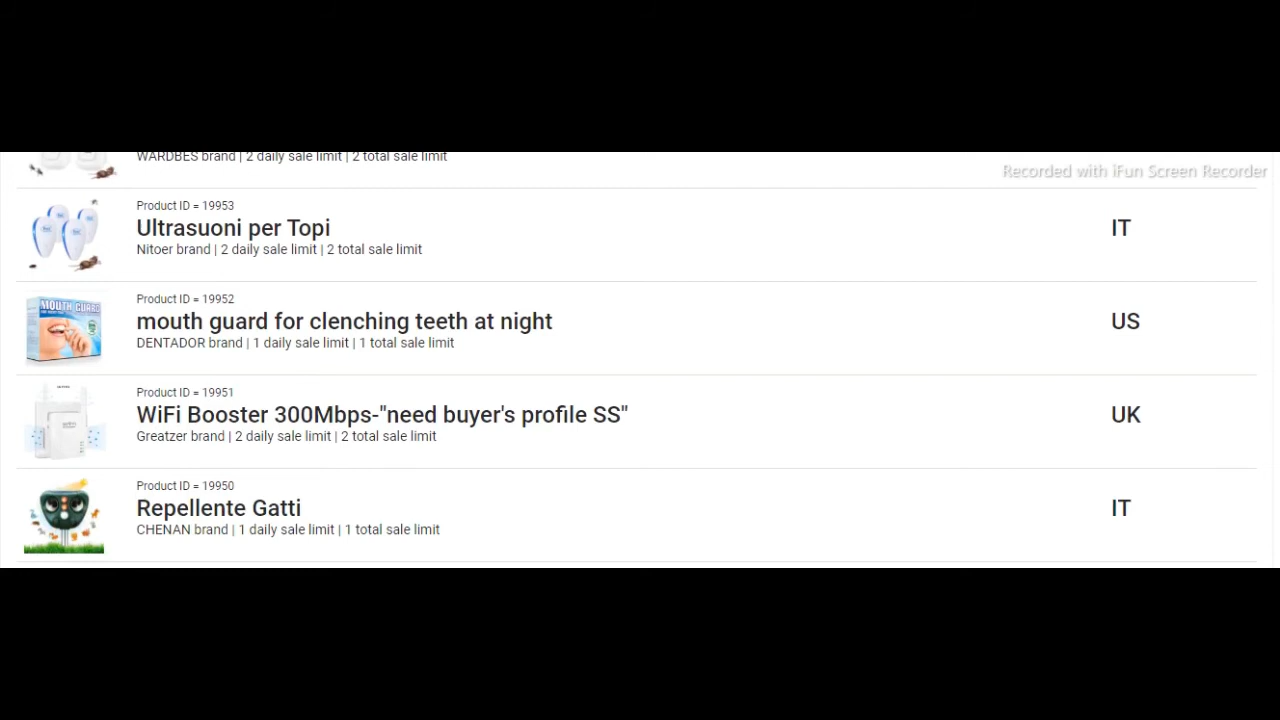 WARDBES brand | 2 daily sale limit | 2 total sale limit
Recorded with iFun Screen Recorder
Product ID = 19953
Ultrasuoni per Topi
IT
Nitoer brand | 2 daily sale limit | 2 total sale limit
Product ID = 19952
MOUTH GUARD
mouth guard for clenching teeth at night
US
DENTADOR brand | 1 daily sale limit | 1 total sale limit
Product ID = 19951
WiFi Booster 300Mbps-"need buyer's profile SS"
UK
Greatzer brand | 2 daily sale limit | 2 total sale limit
Product ID = 19950
Repellente Gatti
IT
CHENAN brand | 1 daily sale limit | 1 total sale limit